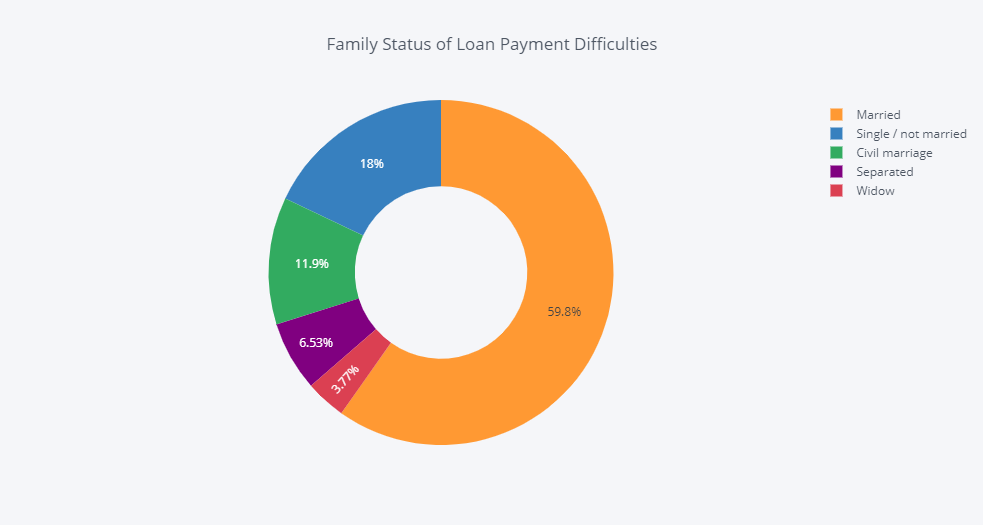 Family Status of Loan Payment Difficulties
Married
Single / not married
Civil marriage
Separated
Widow
18%
11.9%
59.8%
6.53%
3.77%